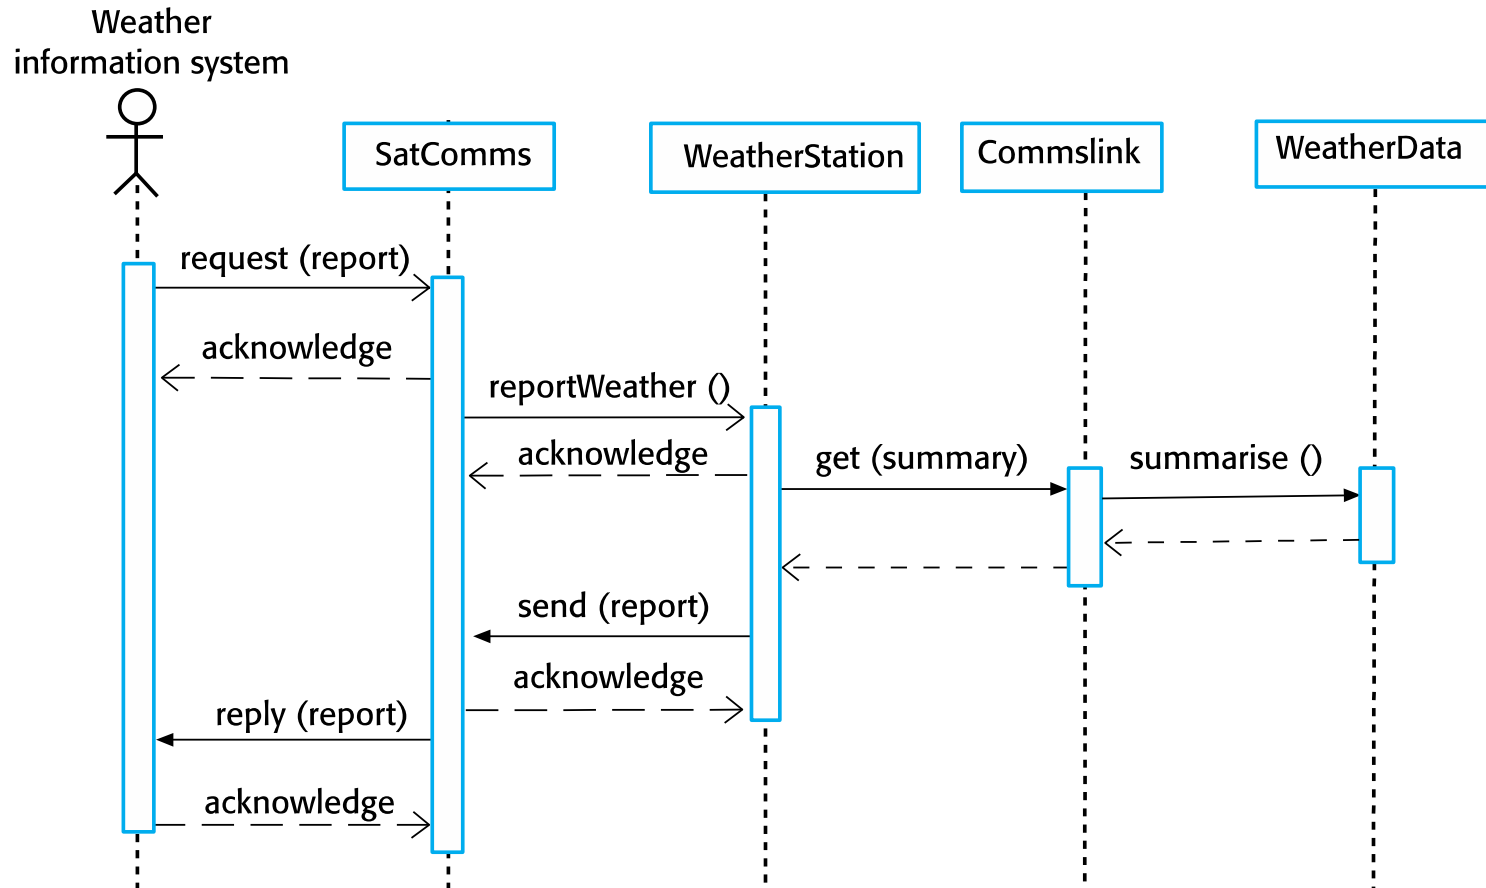 Weather
information system
SatComms
WeatherStation
Commslink
WeatherData
request (report)
acknowledge
reportWeather ()
acknowledge
get (summary)
summarise ()
send (report)
acknowledge
reply (report)
acknowledge